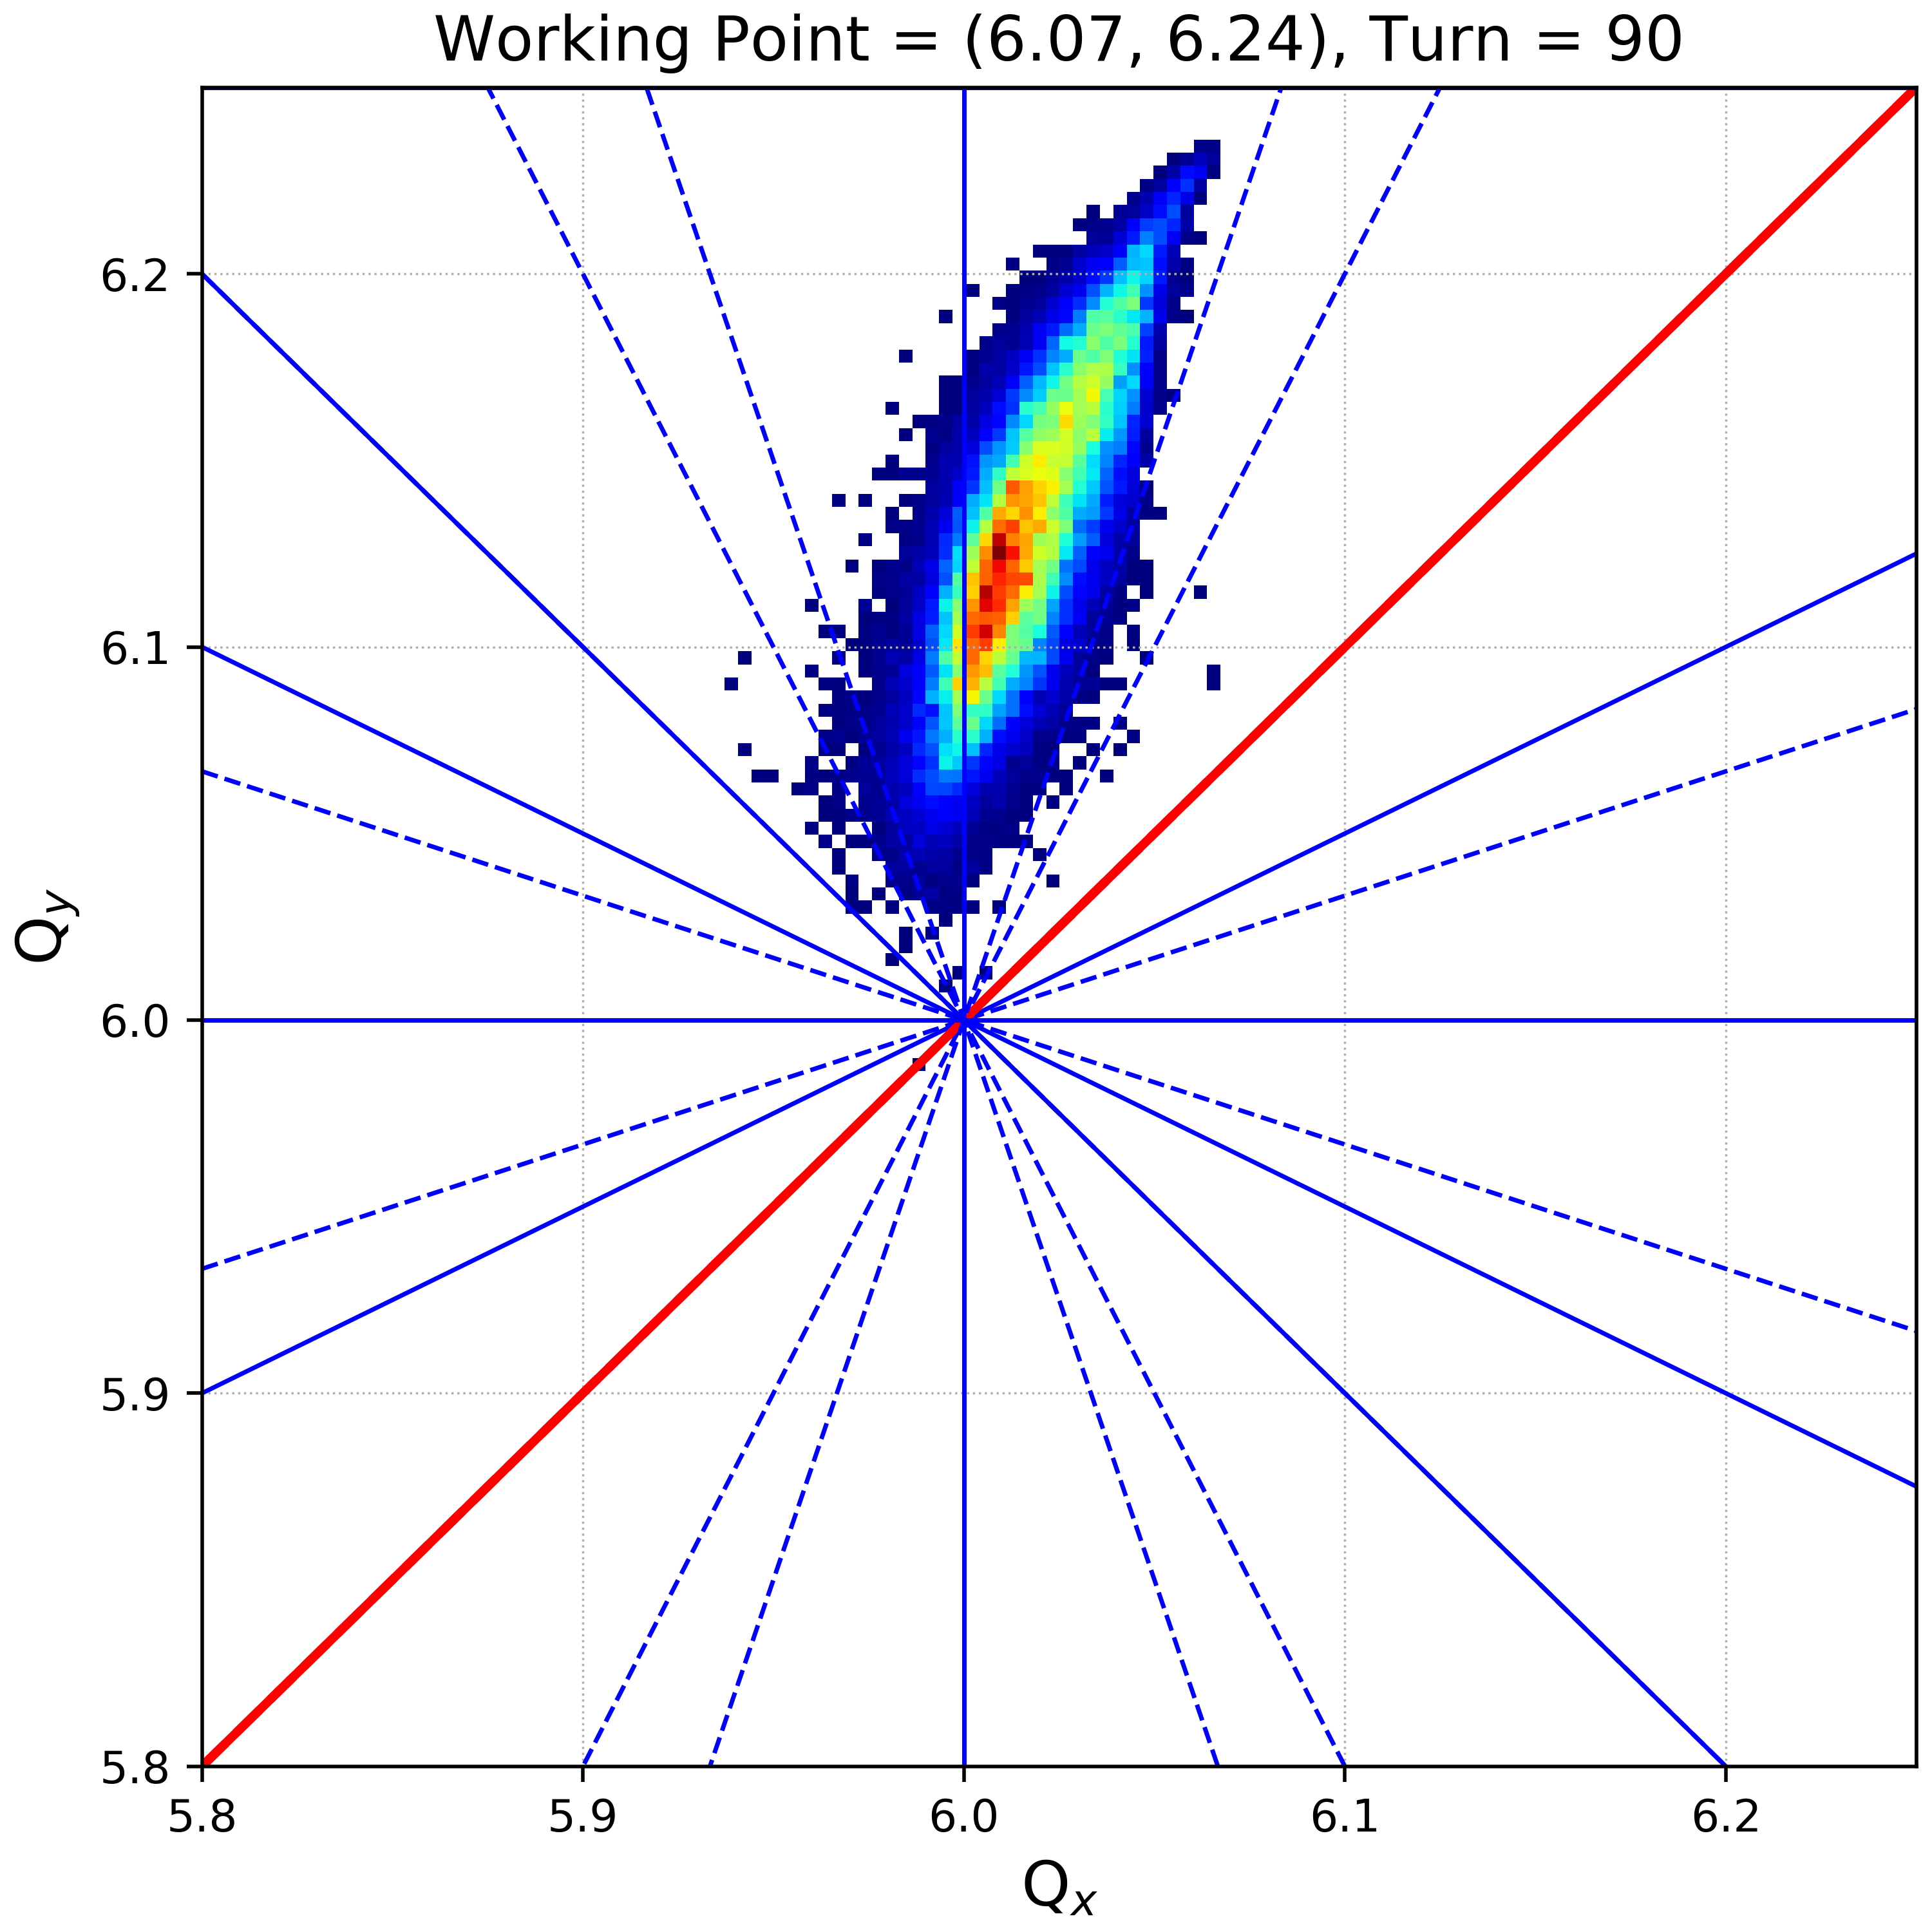 Working Point = (6.07, 6.24), Turn = 90
6.2
6.1
6.0
5.9
5.8
Qy
5.8 5.9 6.0 6.1 6.2
Qx